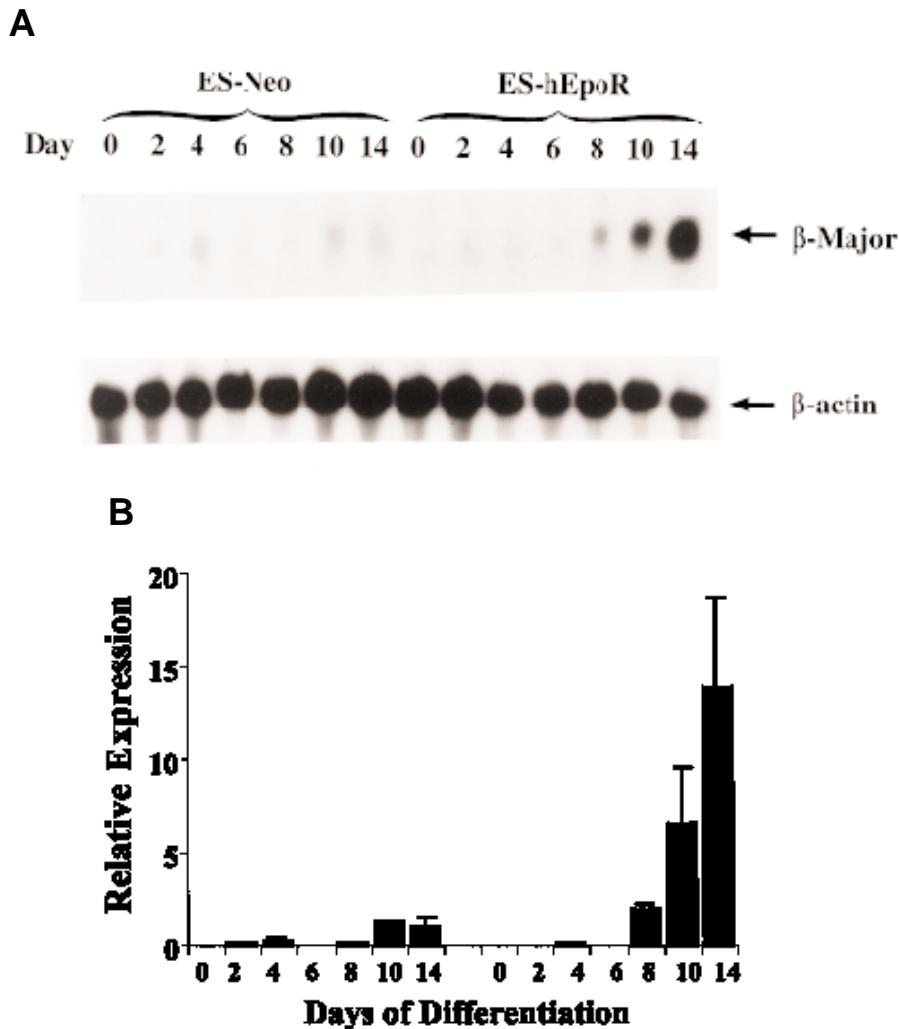 A
ES-Neo ES-hEpoR
Day 0 2 4 6 8 10 14 0 2 4 6 8 10 14
β-Major
β-actin
B
20
15
10
5
0
Relative Expression
0 2 4 6 8 10 14 0 2 4 6 8 10 14
Days of Differentiation